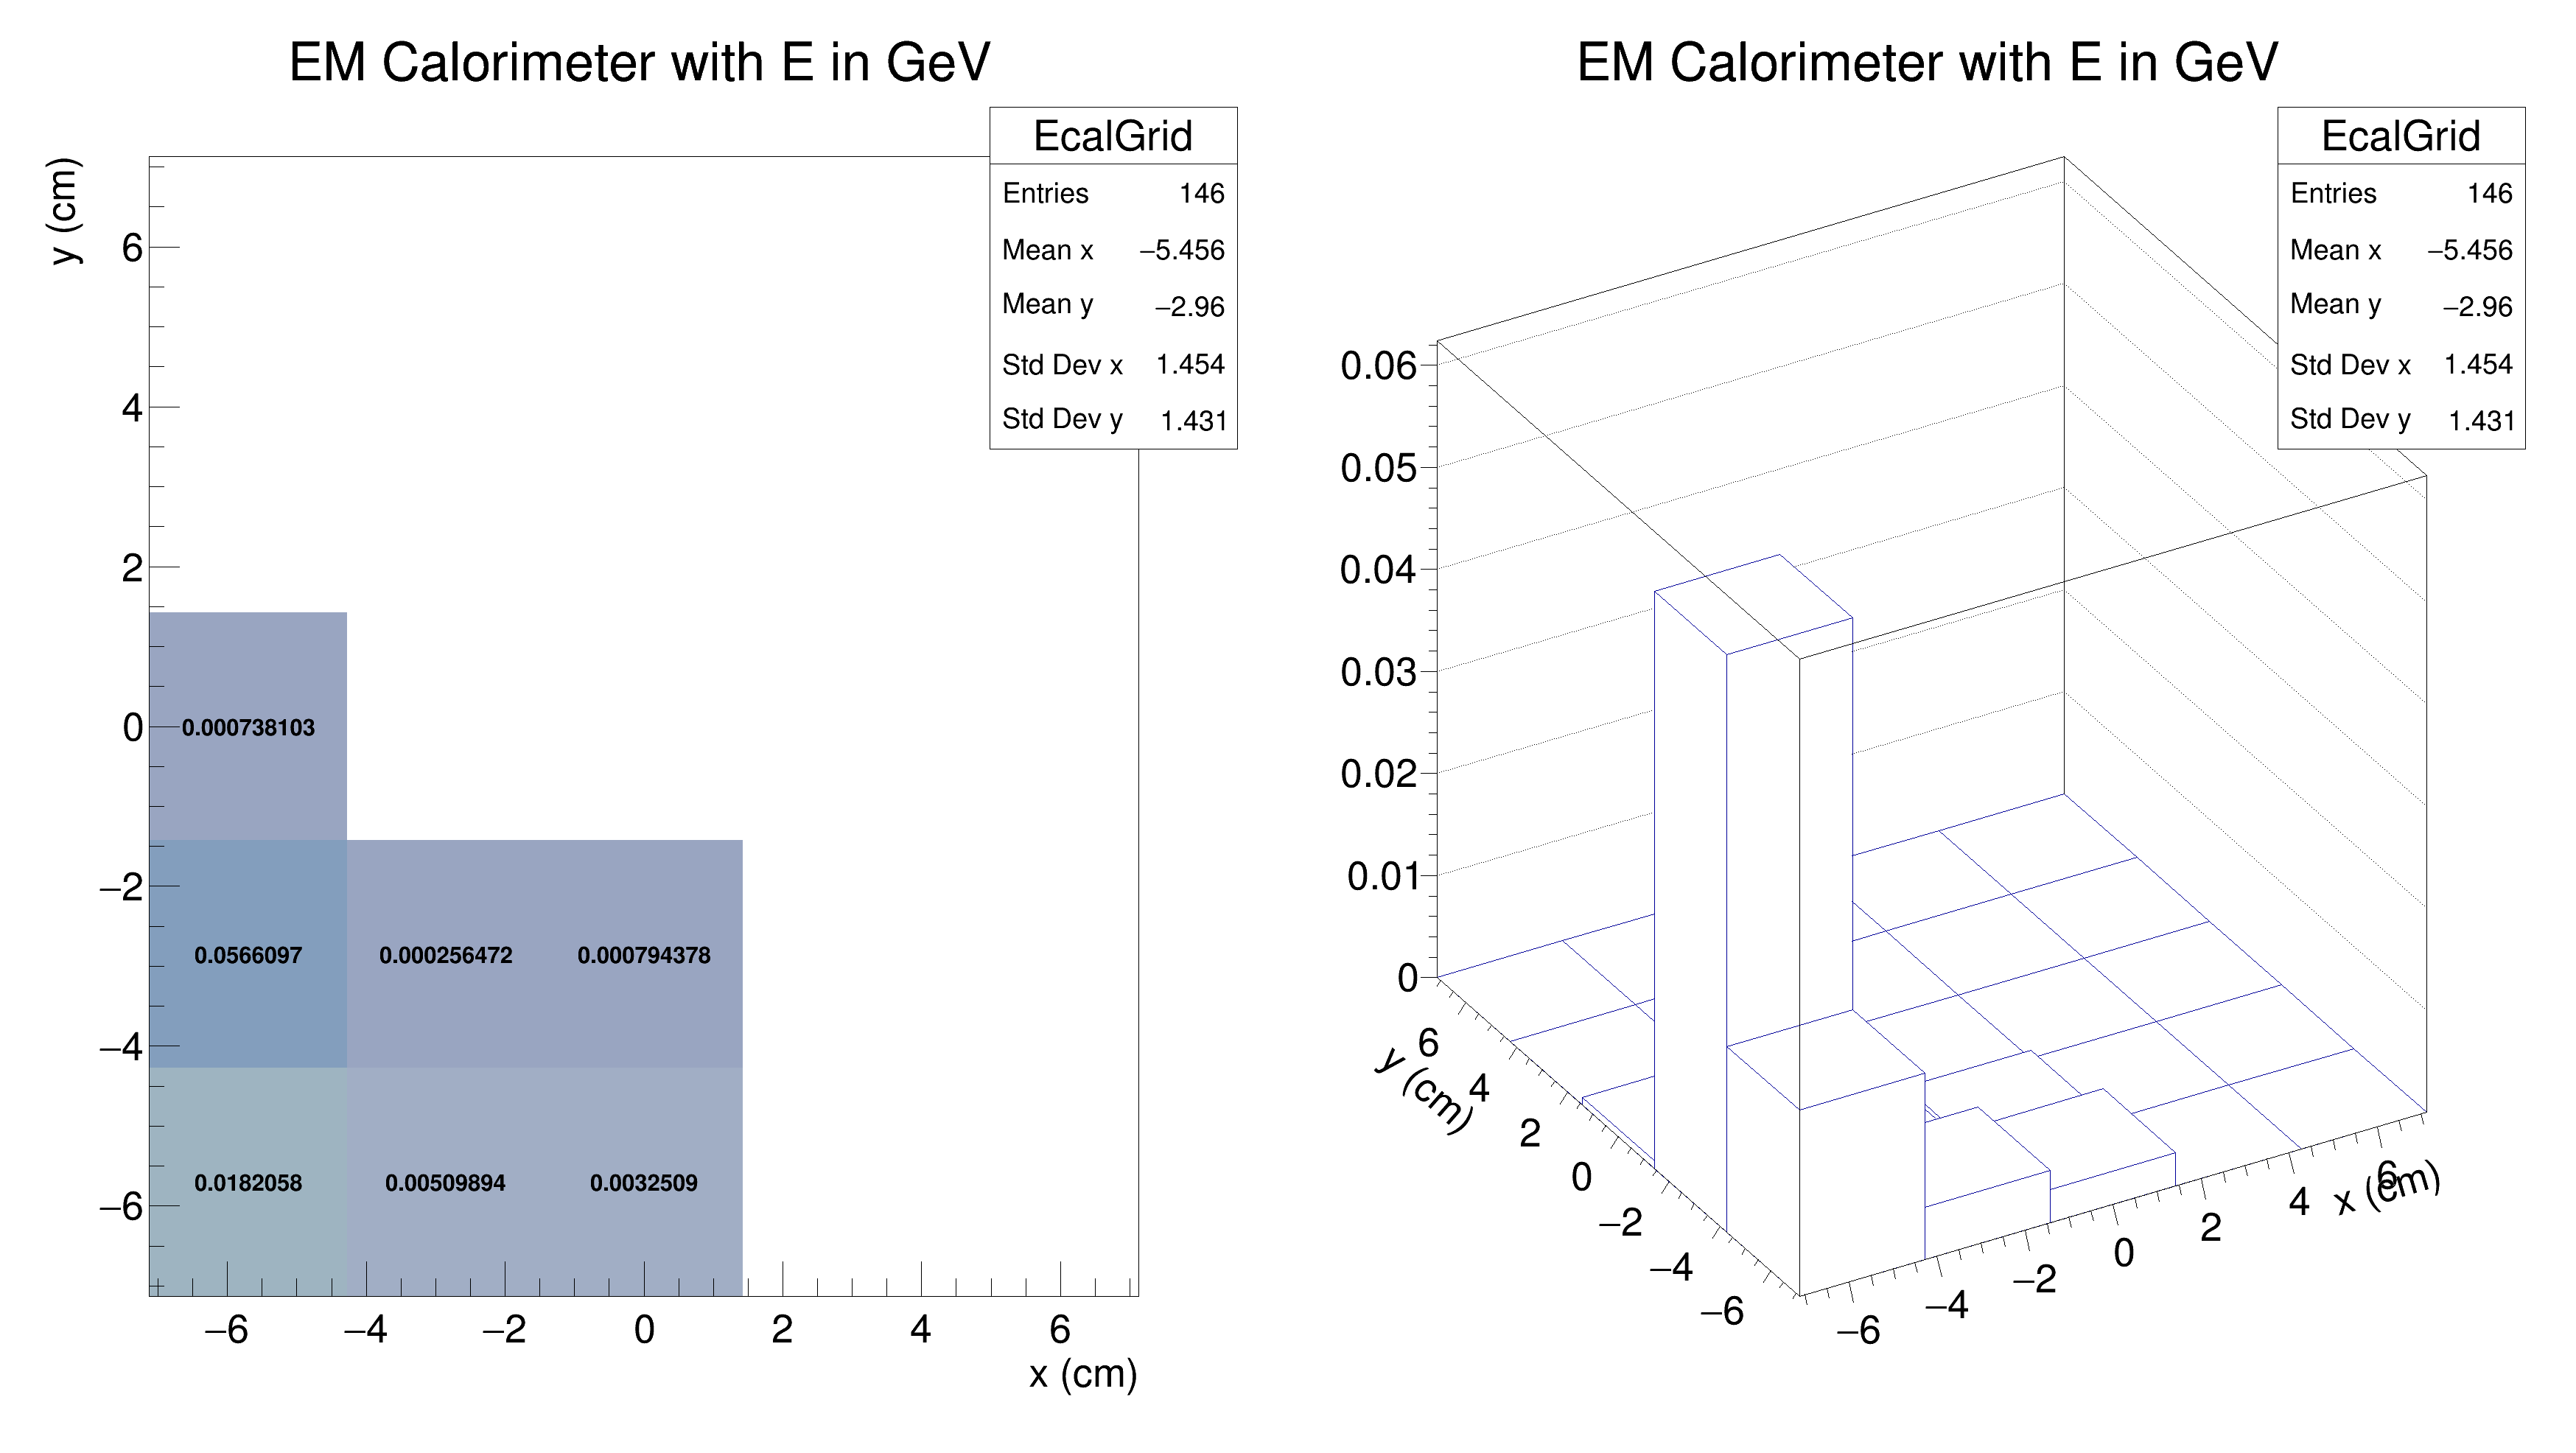 EM Calorimeter with E in GeV
EcalGrid
Entries 146
Mean x −5.456
Mean y −2.96
Std Dev x 1.454
Std Dev y 1.431
y (cm)
6
4
2
0
−2
−4
−6
0.000738103
0.0566097 0.000256472 0.000794378
0.0182058 0.00509894 0.0032509
−6 −4 −2 0 2 4 6
x (cm)
EM Calorimeter with E in GeV
EcalGrid
Entries 146
Mean x −5.456
Mean y −2.96
Std Dev x 1.454
Std Dev y 1.431
0.06
0.05
0.04
0.03
0.02
0.01
0
y (cm)
6
4
2
0
−2
−4
−6
−6
−4
−2
0
2
4
6
x (cm)